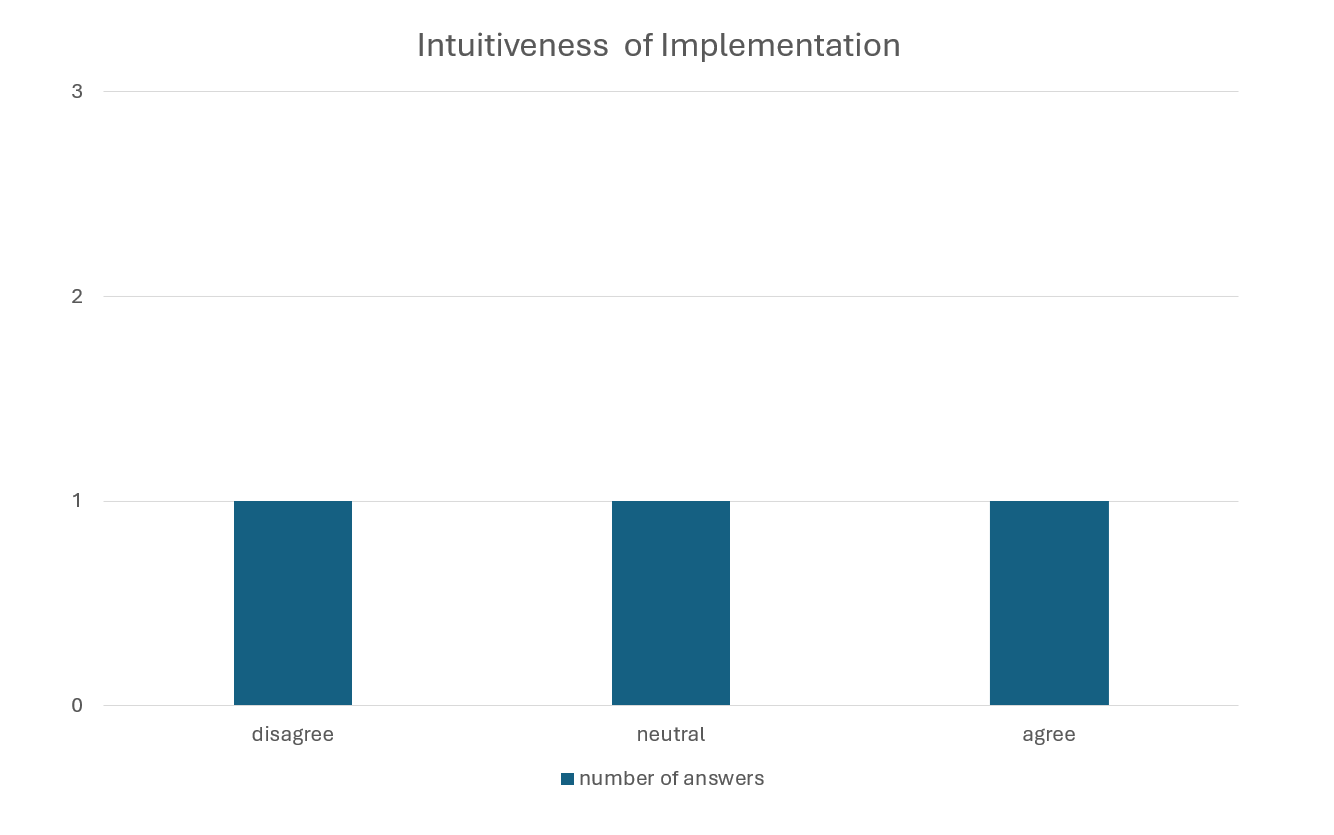 Intuitiveness  of Implementation
3
2
1
0
disagree neutral agree
number of answers